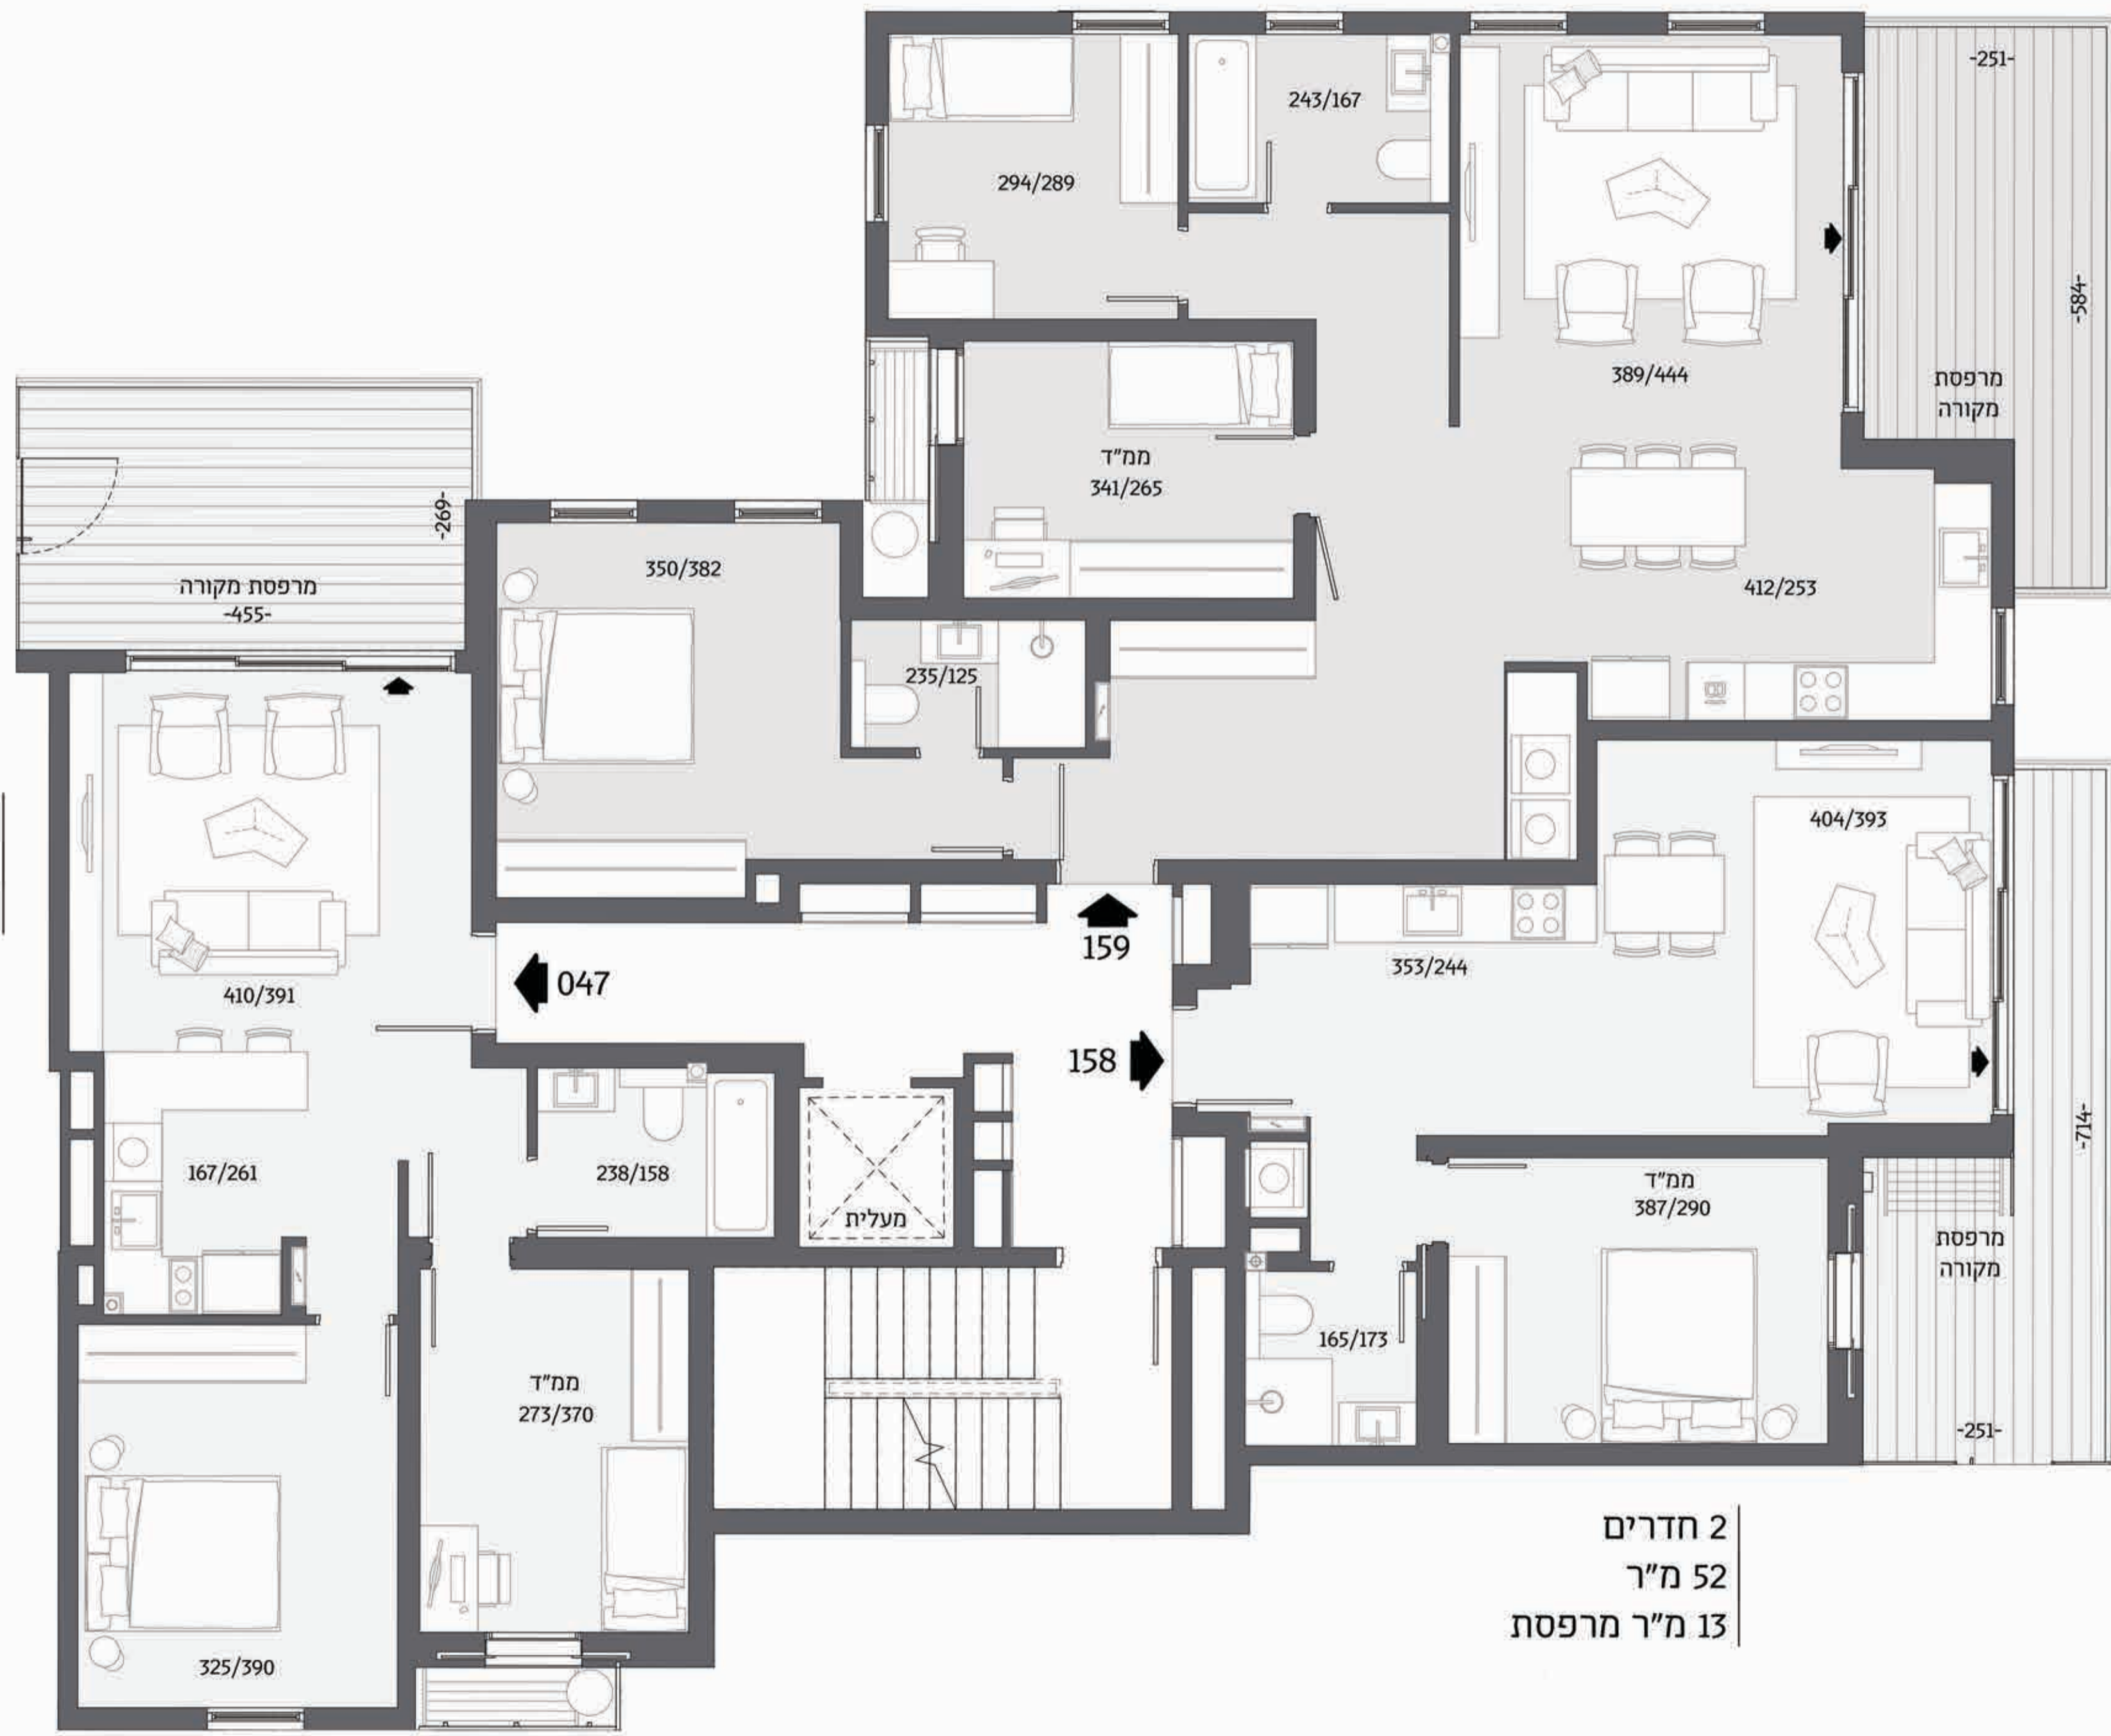 -251-
243/167
294/289
-584-
389/444
מרפסת
מקורה
ממ"ד
341/265
-269-
350/382
מרפסת מקורה
-455-
412/253
235/125
404/393
159
353/244
047
410/391
158
-714-
167/261
238/158
ממ"ד
387/290
מעלית
מרפסת
מקורה
165/173
ממ"ד
273/370
-251-
325/390
2 חדרים
52 מ"ר
13 מ"ר מרפסת